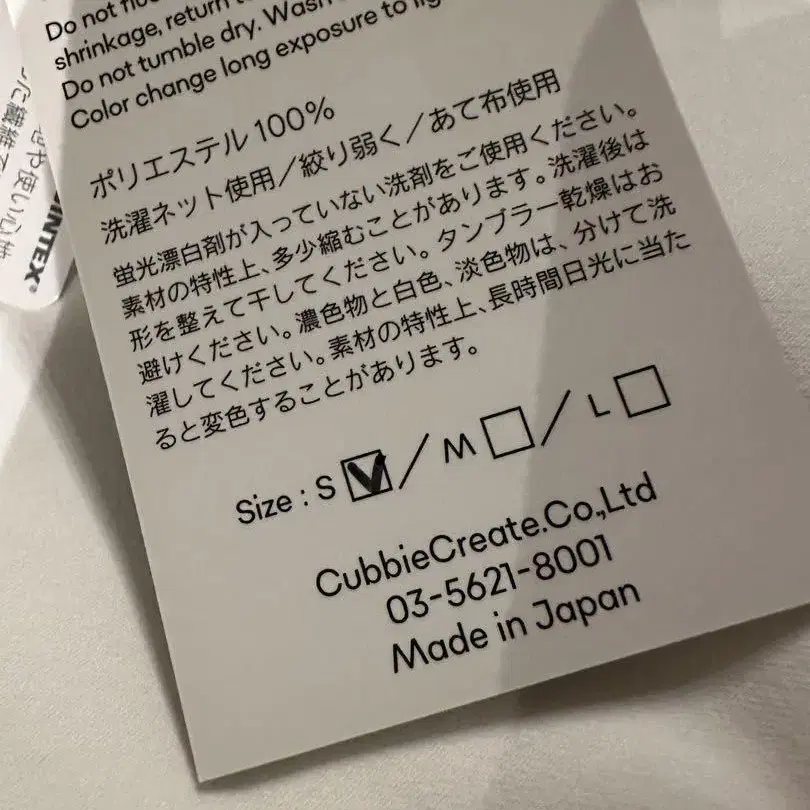 Do not
shrinkage, return
Do not tumble dry. Wash
Color change long exposure to
ポリエステル 100%
洗濯ネット使用／絞り弱く／あて布使用
蛍光漂白剤が入っていない洗剤をご使用ください。
素材の特性上、多少縮むことがあります。洗濯後は
形を整えて干してください。タンブラー乾燥はお
避けください。濃色物と白色、淡色物は、分けて洗
濯してください。素材の特性上、長時間日光に当た
ると変色することがあります。
Size : S ／ M ／ L
CubbieCreate.Co.,Ltd
03-5621-8001
Made in Japan